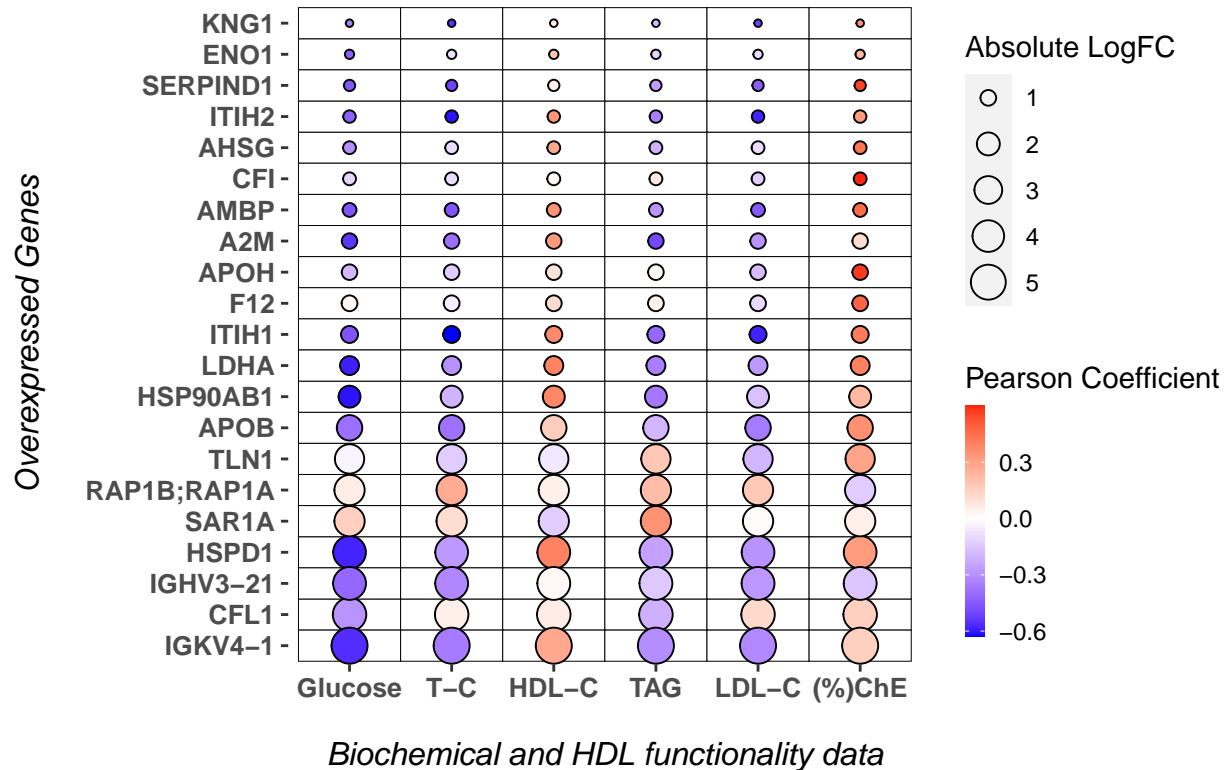 Overexpressed Genes
KNG1
ENO1
SERPIND1
ITIH2
AHSG
CFI
AMBP
A2M
APOH
F12
ITIH1
LDHA
HSP90AB1
APOB
TLN1
RAP1B;RAP1A
SAR1A
HSPD1
IGHV3−21
CFL1
IGKV4−1
Glucose T−C HDL−C TAG LDL−C (%)ChE
Biochemical and HDL functionality data
Absolute LogFC
1
2
3
4
5
Pearson Coefficient
0.3
0.0
−0.3
−0.6